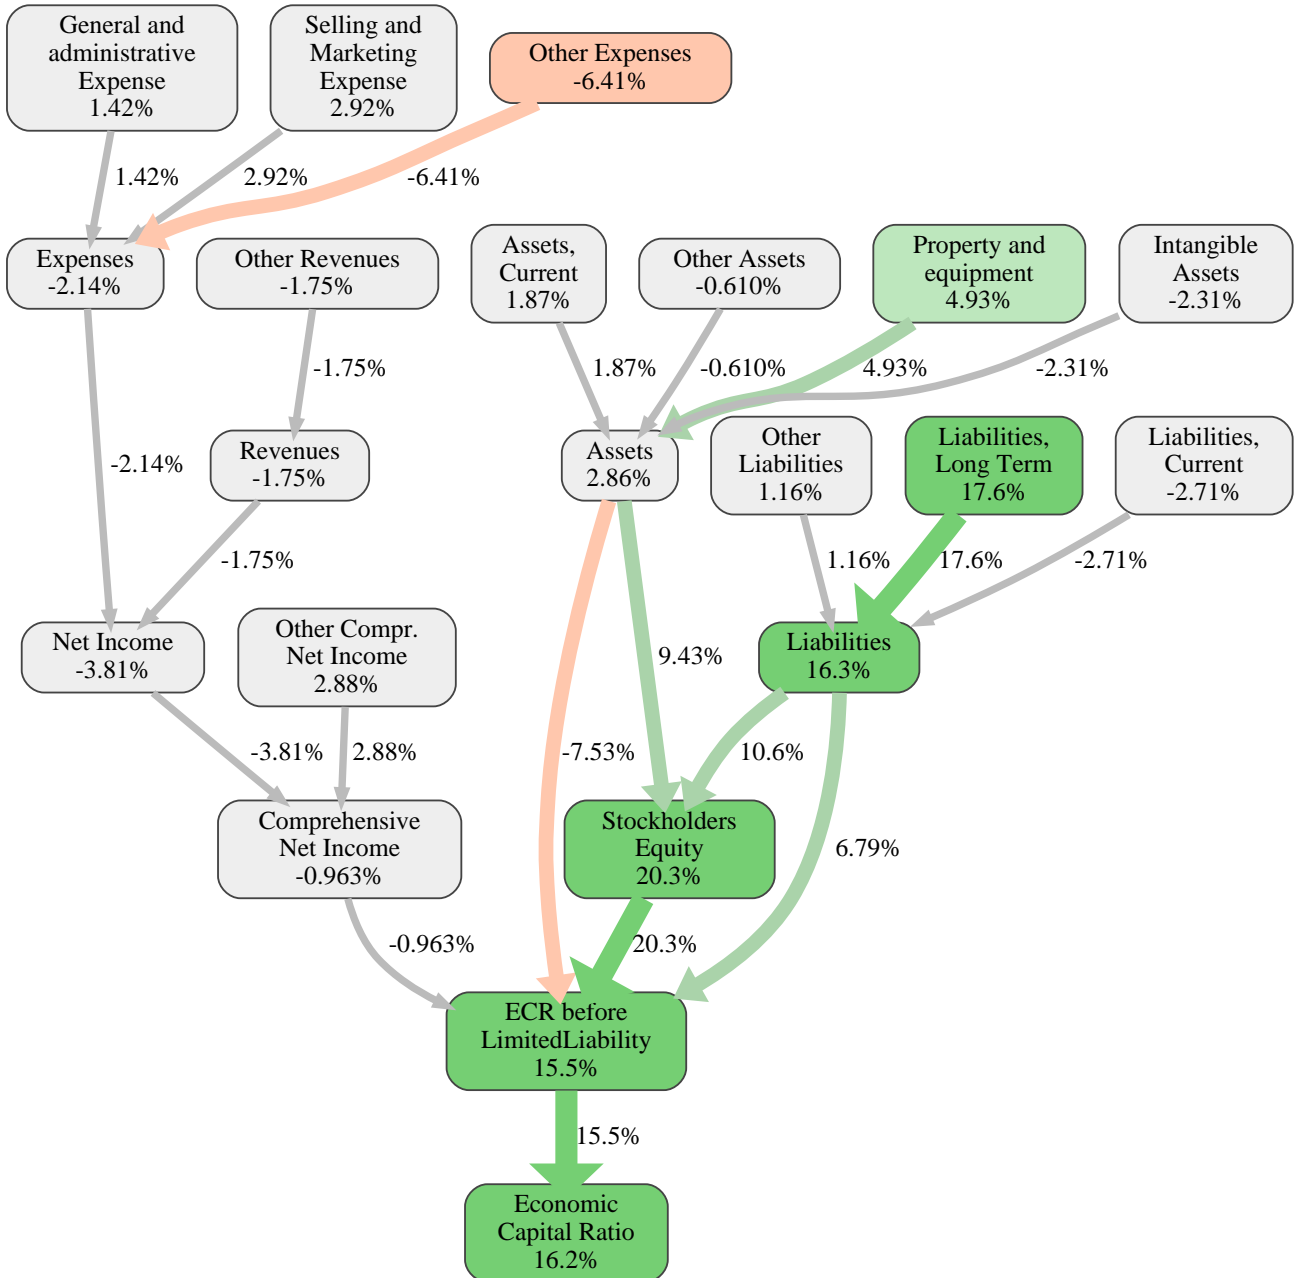 General and
administrative
Expense
1.42%
Selling and
Marketing
Expense
2.92%
Other Expenses
-6.41%
1.42%
2.92%
-6.41%
Expenses
-2.14%
Other Revenues
-1.75%
Assets,
Current
1.87%
Other Assets
-0.610%
Property and
equipment
4.93%
Intangible
Assets
-2.31%
-1.75%
1.87%
-0.610%
4.93%
-2.31%
-2.14%
Revenues
-1.75%
Assets
2.86%
Other
Liabilities
1.16%
Liabilities,
Long Term
17.6%
Liabilities,
Current
-2.71%
-1.75%
1.16%
17.6%
-2.71%
Net Income
-3.81%
Other Compr.
Net Income
2.88%
9.43%
Liabilities
16.3%
-3.81%
2.88%
-7.53%
10.6%
6.79%
Comprehensive
Net Income
-0.963%
Stockholders
Equity
20.3%
-0.963%
20.3%
ECR before
LimitedLiability
15.5%
15.5%
Economic
Capital Ratio
16.2%